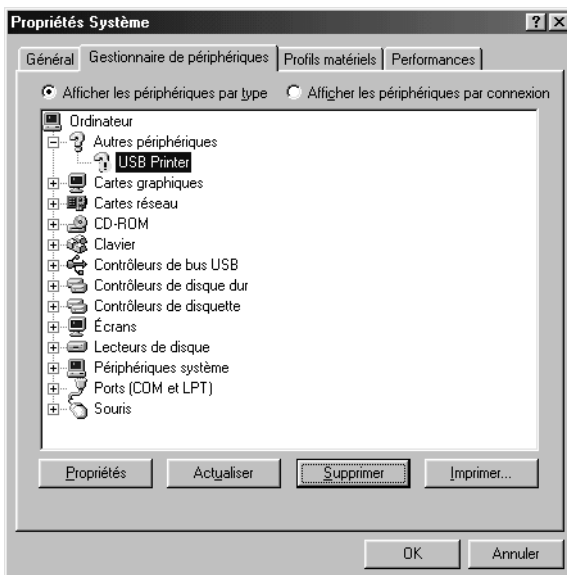 Propriétés Système
Général Gestionnaire de périphériques Profils matériels Performances
Afficher les périphériques par type Afficher les périphériques par connexion
Ordinateur
Autres périphériques
USB Printer
Cartes graphiques
Cartes réseau
CD-ROM
Clavier
Contrôleurs de bus USB
Contrôleurs de disque dur
Contrôleurs de disquette
Écrans
Lecteurs de disque
Périphériques système
Ports (COM et LPT)
Souris
Propriétés Actualiser Supprimer Imprimer...
OK Annuler